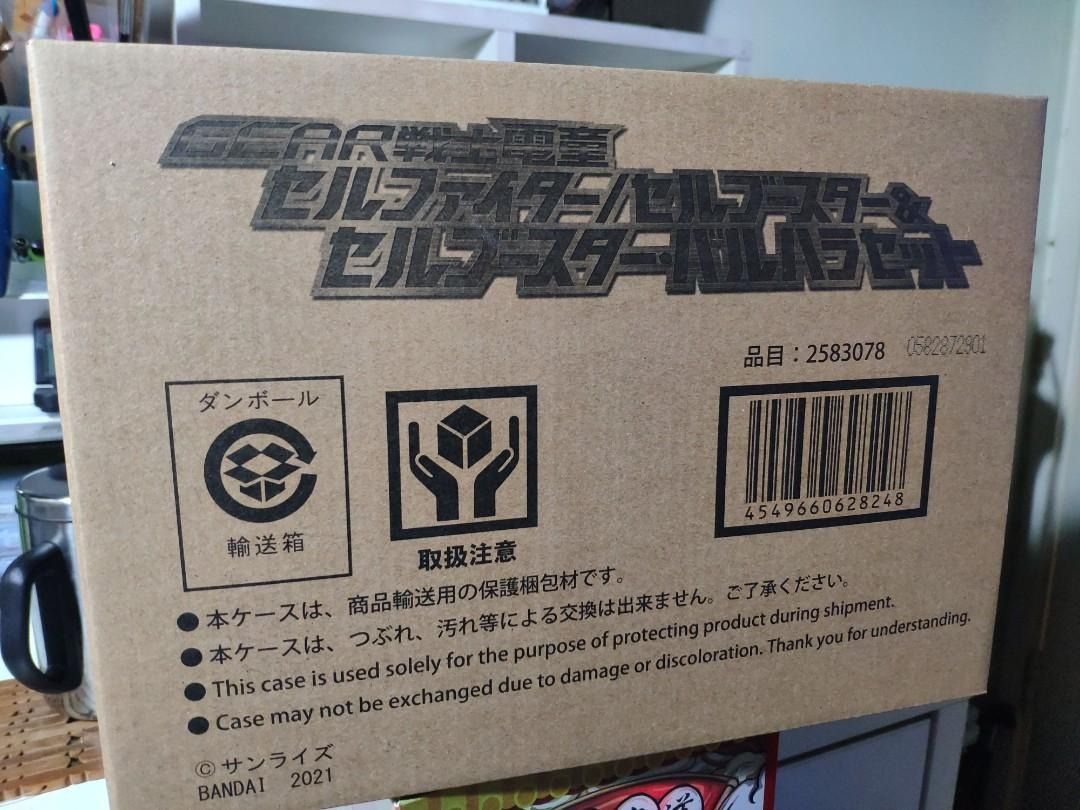 GEAR戦士電童
セルファイター/セルブースター&
セルブースター・バルハラセット
品目：2583078 0582872901
ダンボール
輸送箱
取扱注意
4549660628248
● 本ケースは、商品輸送用の保護梱包材です。
● 本ケースは、つぶれ、汚れ等による交換は出来ません。ご了承ください。
● This case is used solely for the purpose of protecting product during shipment.
● Case may not be exchanged due to damage or discoloration. Thank you for understanding.
© サンライズ
BANDAI 2021